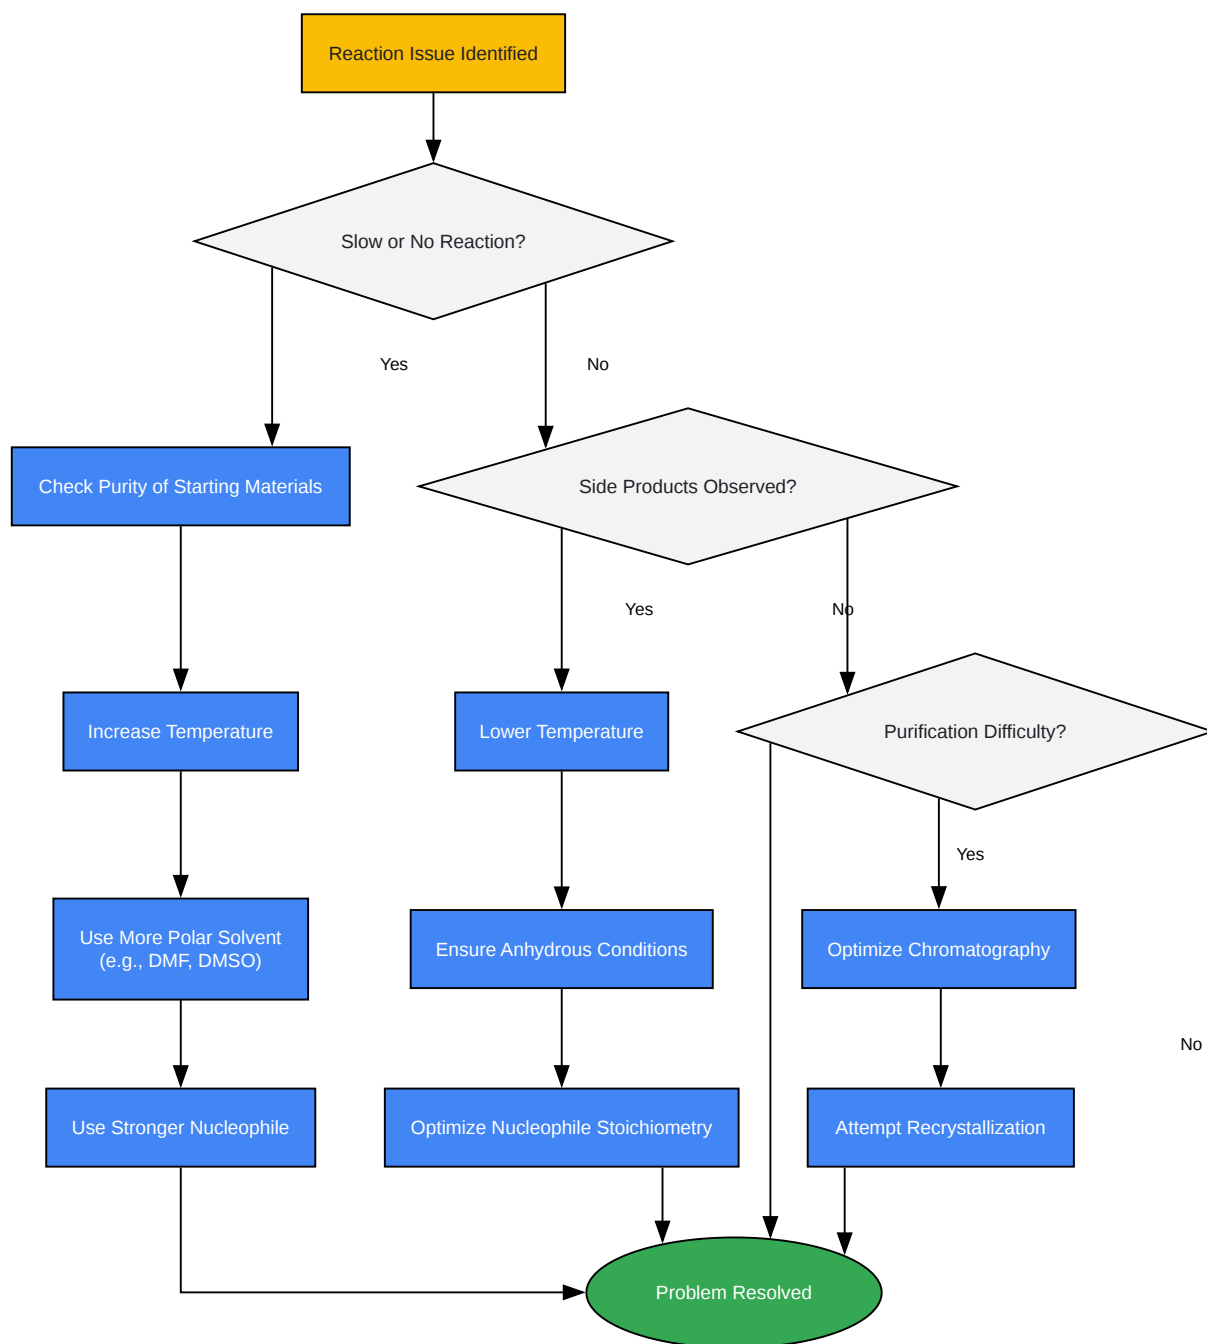 Reaction Issue Identified
Slow or No Reaction?
Yes
No
Check Purity of Starting Materials
Side Products Observed?
Yes
No
Increase Temperature
Lower Temperature
Purification Difficulty?
Yes
Use More Polar Solvent
(e.g., DMF, DMSO)
Ensure Anhydrous Conditions
Optimize Chromatography
No
Use Stronger Nucleophile
Optimize Nucleophile Stoichiometry
Attempt Recrystallization
Problem Resolved